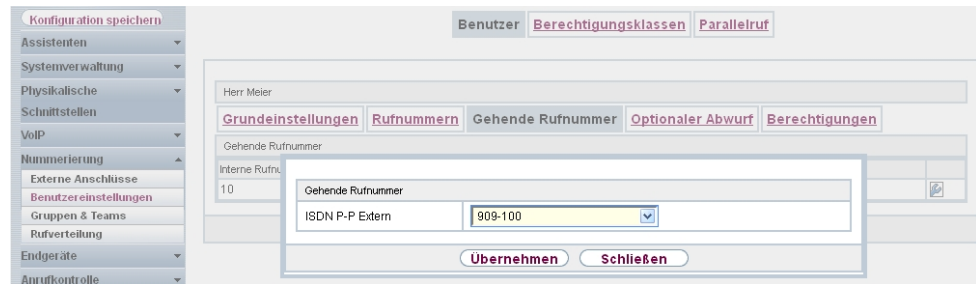 Konfiguration speichern
Assistenten
Systemverwaltung
Physikalische
Schnittstellen
VoIP
Nummerierung
Externe Anschlüsse
Benutzereinstellungen
Gruppen & Teams
Rufverteilung
Endgeräte
Anrufkontrolle
Benutzer Berechtigungsklassen Parallelruf
Herr Meier
Grundeinstellungen Rufnummern Gehende Rufnummer Optionaler Abwurf Berechtigungen
Gehende Rufnummer
Interne Rufnu
10
Gehende Rufnummer
ISDN P-P Extern 909-100
Übernehmen Schließen